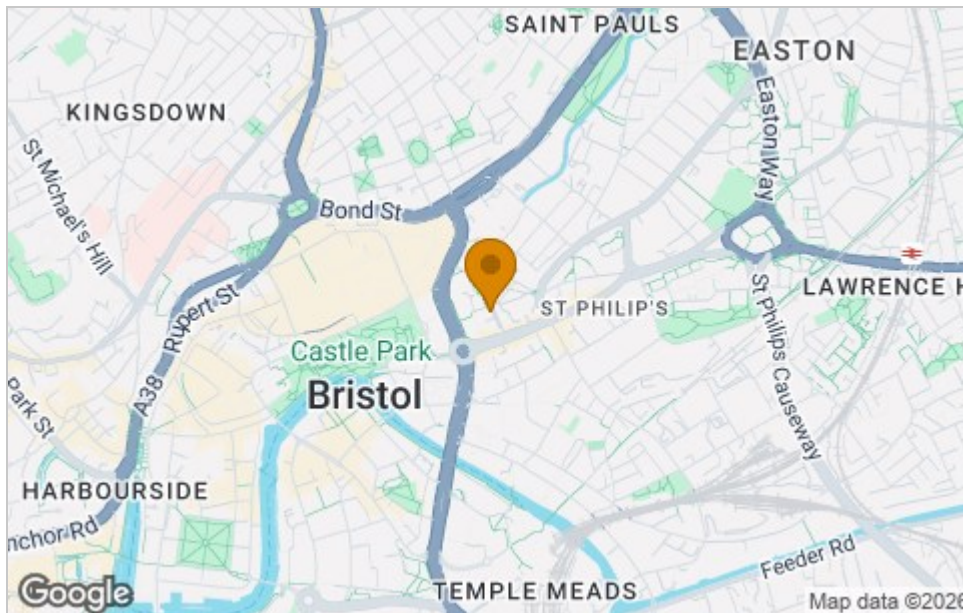 SAINT PAULS
EASTON
KINGSDOWN
Easton Way
St Michael's Hill
Bond St
LAWRENCE H
Rupert St
ST PHILIP'S
Castle Park
Bristol
St Philips Causeway
A38
Park St
HARBOURSIDE
nchor Rd
Feeder Rd
TEMPLE MEADS
Google
Map data ©2026